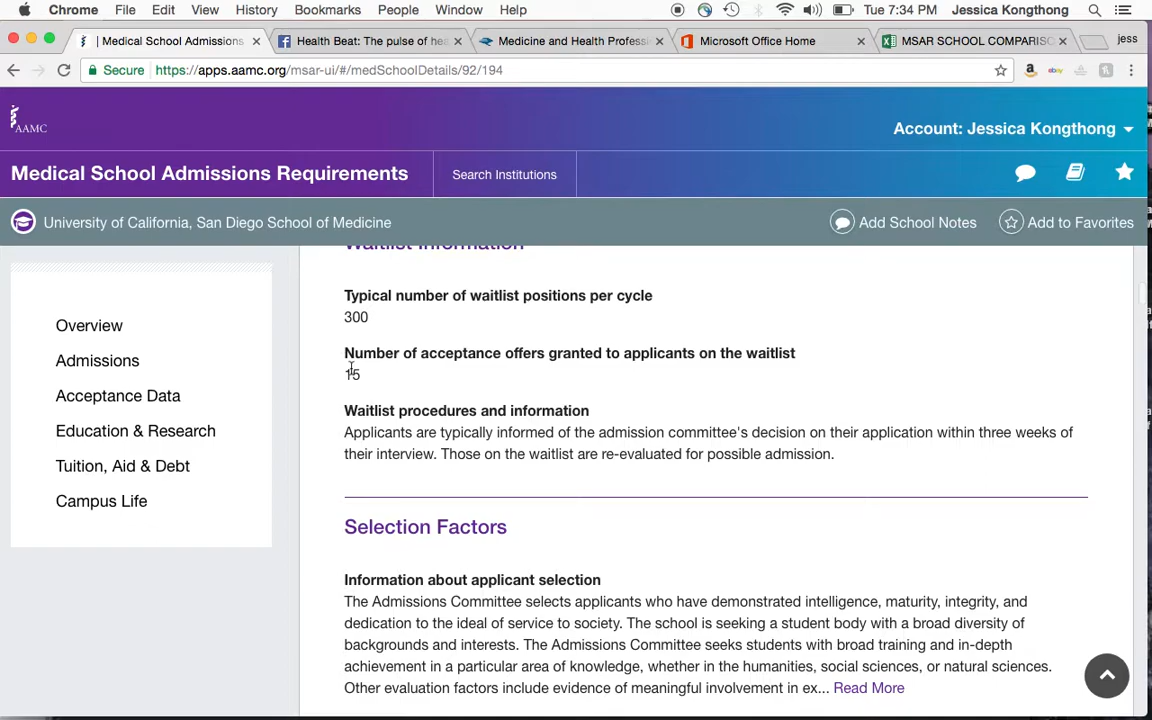 Chrome File Edit View History Bookmarks People Window Help Tue 7:34 PM Jessica Kongthong
| Medical School Admissions Health Beat: The pulse of hea Medicine and Health Profess Microsoft Office Home MSAR SCHOOL COMPARISO jess
Secure https://apps.aamc.org/msar-ui/#/medSchoolDetails/92/194
AAMC
Account: Jessica Kongthong
Medical School Admissions Requirements Search Institutions
University of California, San Diego School of Medicine Add School Notes Add to Favorites
Waitlist Information
Overview
Admissions
Acceptance Data
Education & Research
Tuition, Aid & Debt
Campus Life
Typical number of waitlist positions per cycle
300
Number of acceptance offers granted to applicants on the waitlist
15
Waitlist procedures and information
Applicants are typically informed of the admission committee's decision on their application within three weeks of
their interview. Those on the waitlist are re-evaluated for possible admission.
Selection Factors
Information about applicant selection
The Admissions Committee selects applicants who have demonstrated intelligence, maturity, integrity, and
dedication to the ideal of service to society. The school is seeking a student body with a broad diversity of
backgrounds and interests. The Admissions Committee seeks students with broad training and in-depth
achievement in a particular area of knowledge, whether in the humanities, social sciences, or natural sciences.
Other evaluation factors include evidence of meaningful involvement in ex... Read More